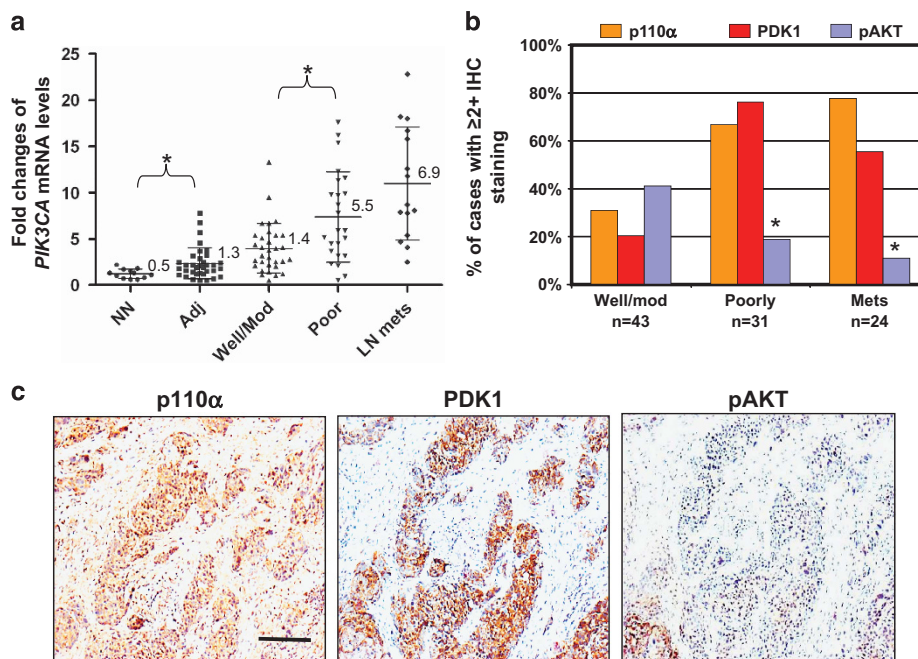 a
Fold changes of
PIK3CA mRNA levels
25
20
15
10
5
0
*
*
0.5
1.3
1.4
5.5
6.9
NN
Adj
Well/Mod
Poor
LN mets
b
p110α
PDK1
pAKT
% of cases with ≥2+ IHC
staining
100%
80%
60%
40%
20%
0%
*
*
Well/mod
n=43
Poorly
n=31
Mets
n=24
c
p110α
PDK1
pAKT